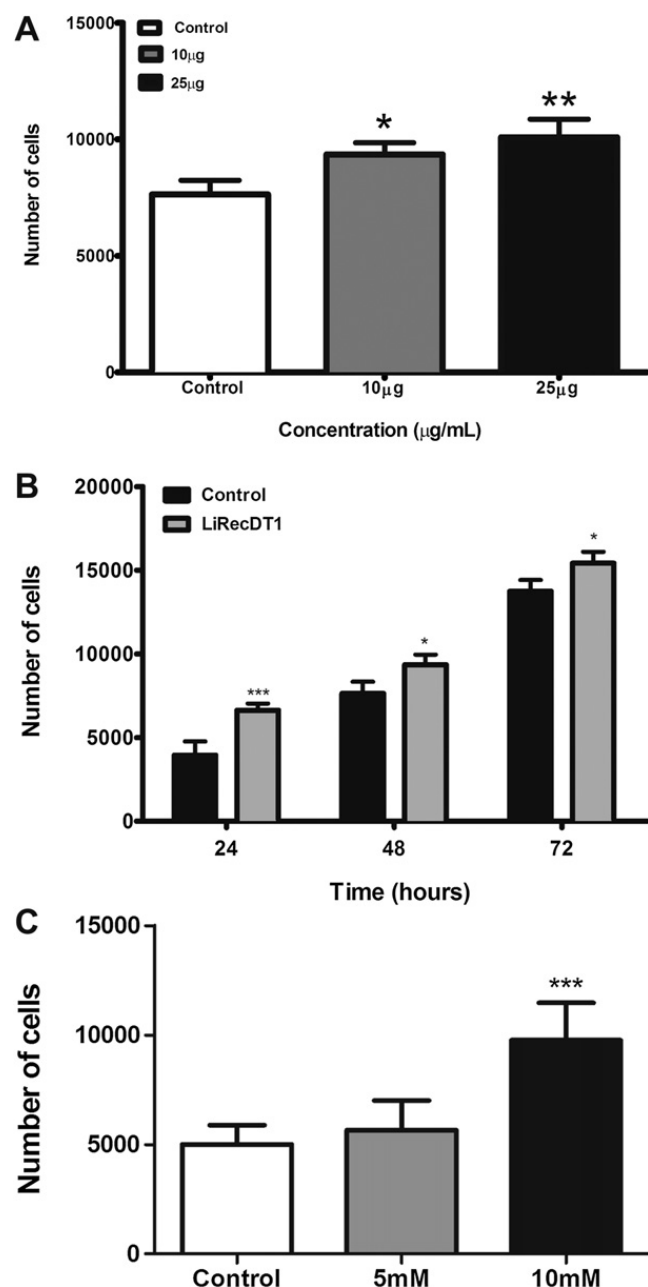 A
Control
10μg
25μg
15000
10000
5000
0
Number of cells
*
**
Control 10μg 25μg
Concentration (μg/mL)
B
Control
LiRecDT1
20000
15000
10000
5000
0
Number of cells
***
*
*
24 48 72
Time (hours)
C
15000
10000
5000
0
Number of cells
***
Control 5mM 10mM